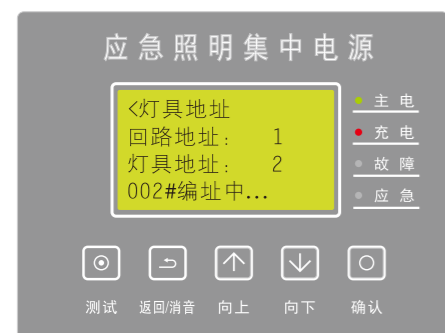 应急照明集中电源
<灯具地址
回路地址: 1
灯具地址: 2
002#编址中...
主电
充电
故障
应急
测试
返回/消音
向上
向下
确认